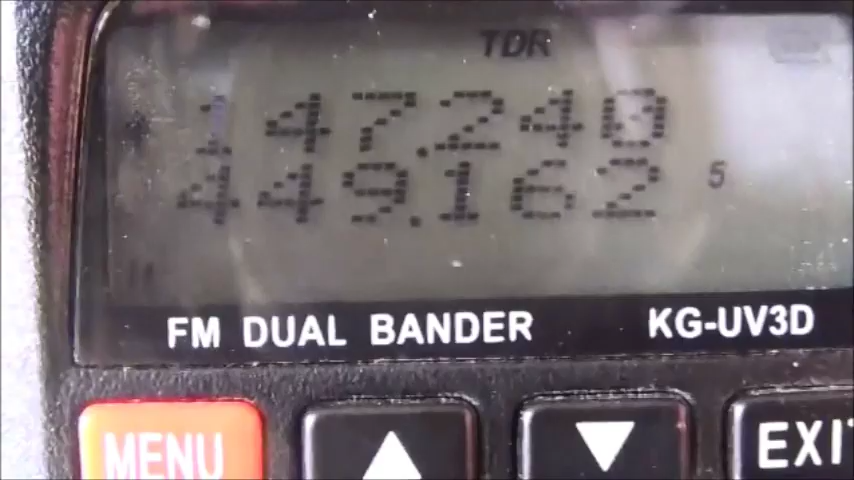 TDR
147.240
449.162 5
FM DUAL BANDER KG-UV3D
MENU ▲ ▼ EXIT